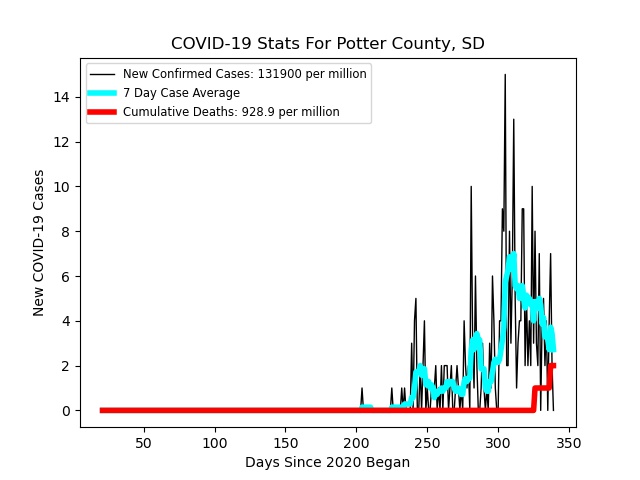 COVID-19 Stats For Potter County, SD
New Confirmed Cases: 131900 per million
7 Day Case Average
Cumulative Deaths: 928.9 per million
New COVID-19 Cases
14
12
10
8
6
4
2
0
50 100 150 200 250 300 350
Days Since 2020 Began